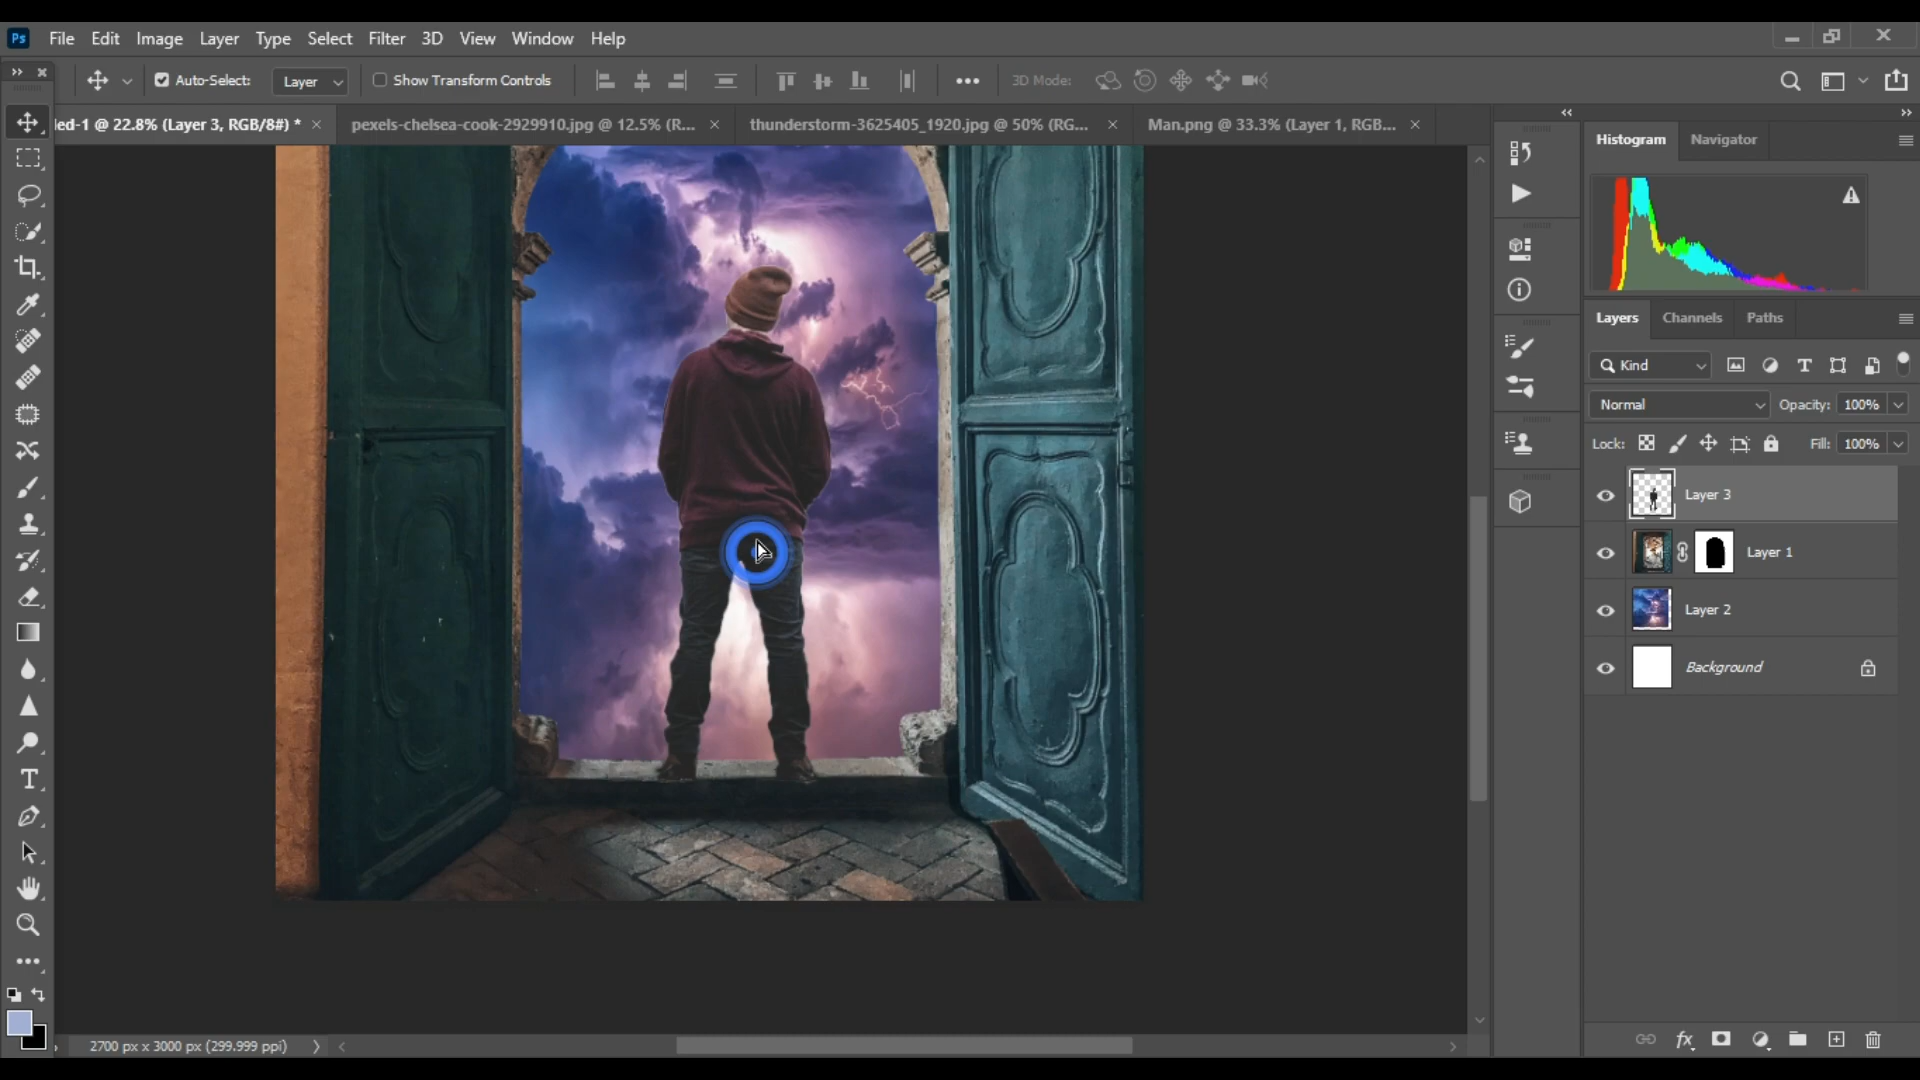 Ps File Edit Image Layer Type Select Filter 3D View Window Help
Auto-Select: Layer Show Transform Controls 3D Mode:
led-1 @ 22.8% (Layer 3, RGB/8#) * pexels-chelsea-cook-2929910.jpg @ 12.5% (R... thunderstorm-3625405_1920.jpg @ 50% (RG... Man.png @ 33.3% (Layer 1, RGB...
Histogram Navigator
Layers Channels Paths
Kind
Normal Opacity: 100%
Lock: Fill: 100%
Layer 3
Layer 1
Layer 2
Background
2700 px x 3000 px (299.999 ppi)